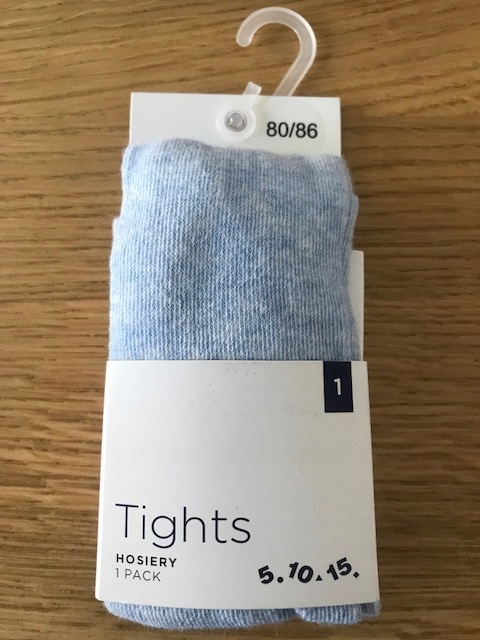 80/86
1
Tights
HOSIERY
1 PACK
5.10.15.